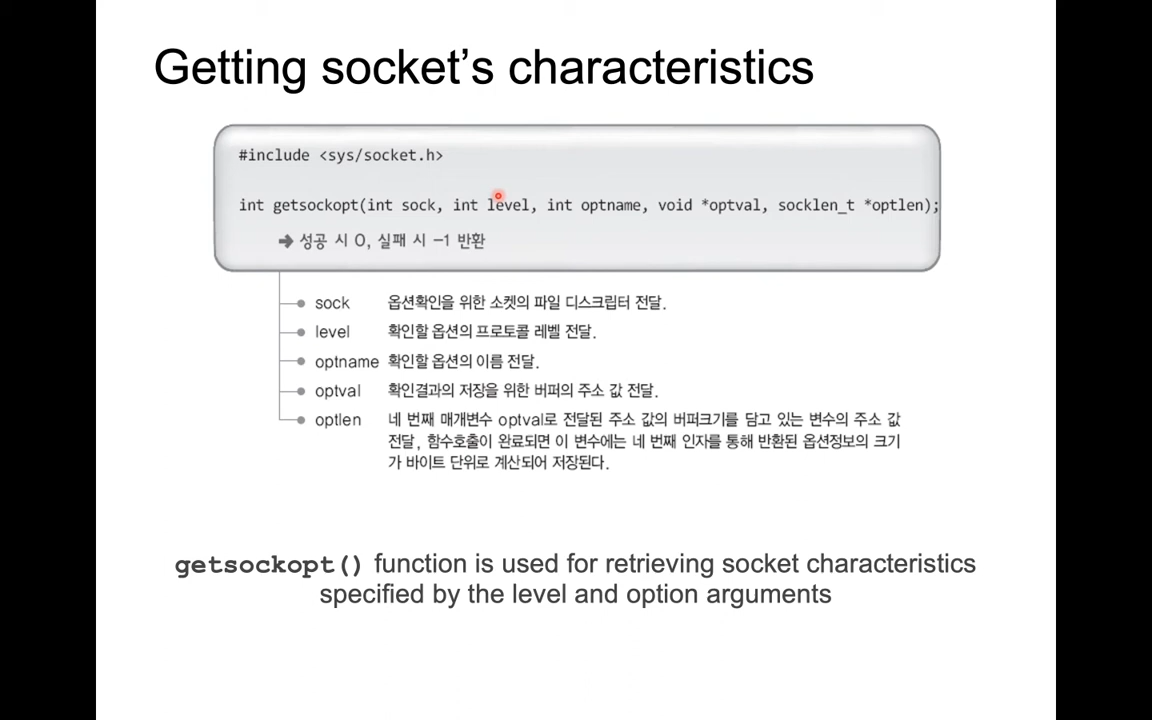 Getting socket's characteristics
#include <sys/socket.h>
int getsockopt(int sock, int level, int optname, void *optval, socklen_t *optlen);
➔ 성공 시 0, 실패 시 -1 반환
sock 옵션확인을 위한 소켓의 파일 디스크립터 전달.
level 확인할 옵션의 프로토콜 레벨 전달.
optname 확인할 옵션의 이름 전달.
optval 확인결과의 저장을 위한 버퍼의 주소 값 전달.
optlen 네 번째 매개변수 optval로 전달된 주소 값의 버퍼크기를 담고 있는 변수의 주소 값
전달, 함수호출이 완료되면 이 변수에는 네 번째 인자를 통해 반환된 옵션정보의 크기
가 바이트 단위로 계산되어 저장된다.
getsockopt() function is used for retrieving socket characteristics
specified by the level and option arguments